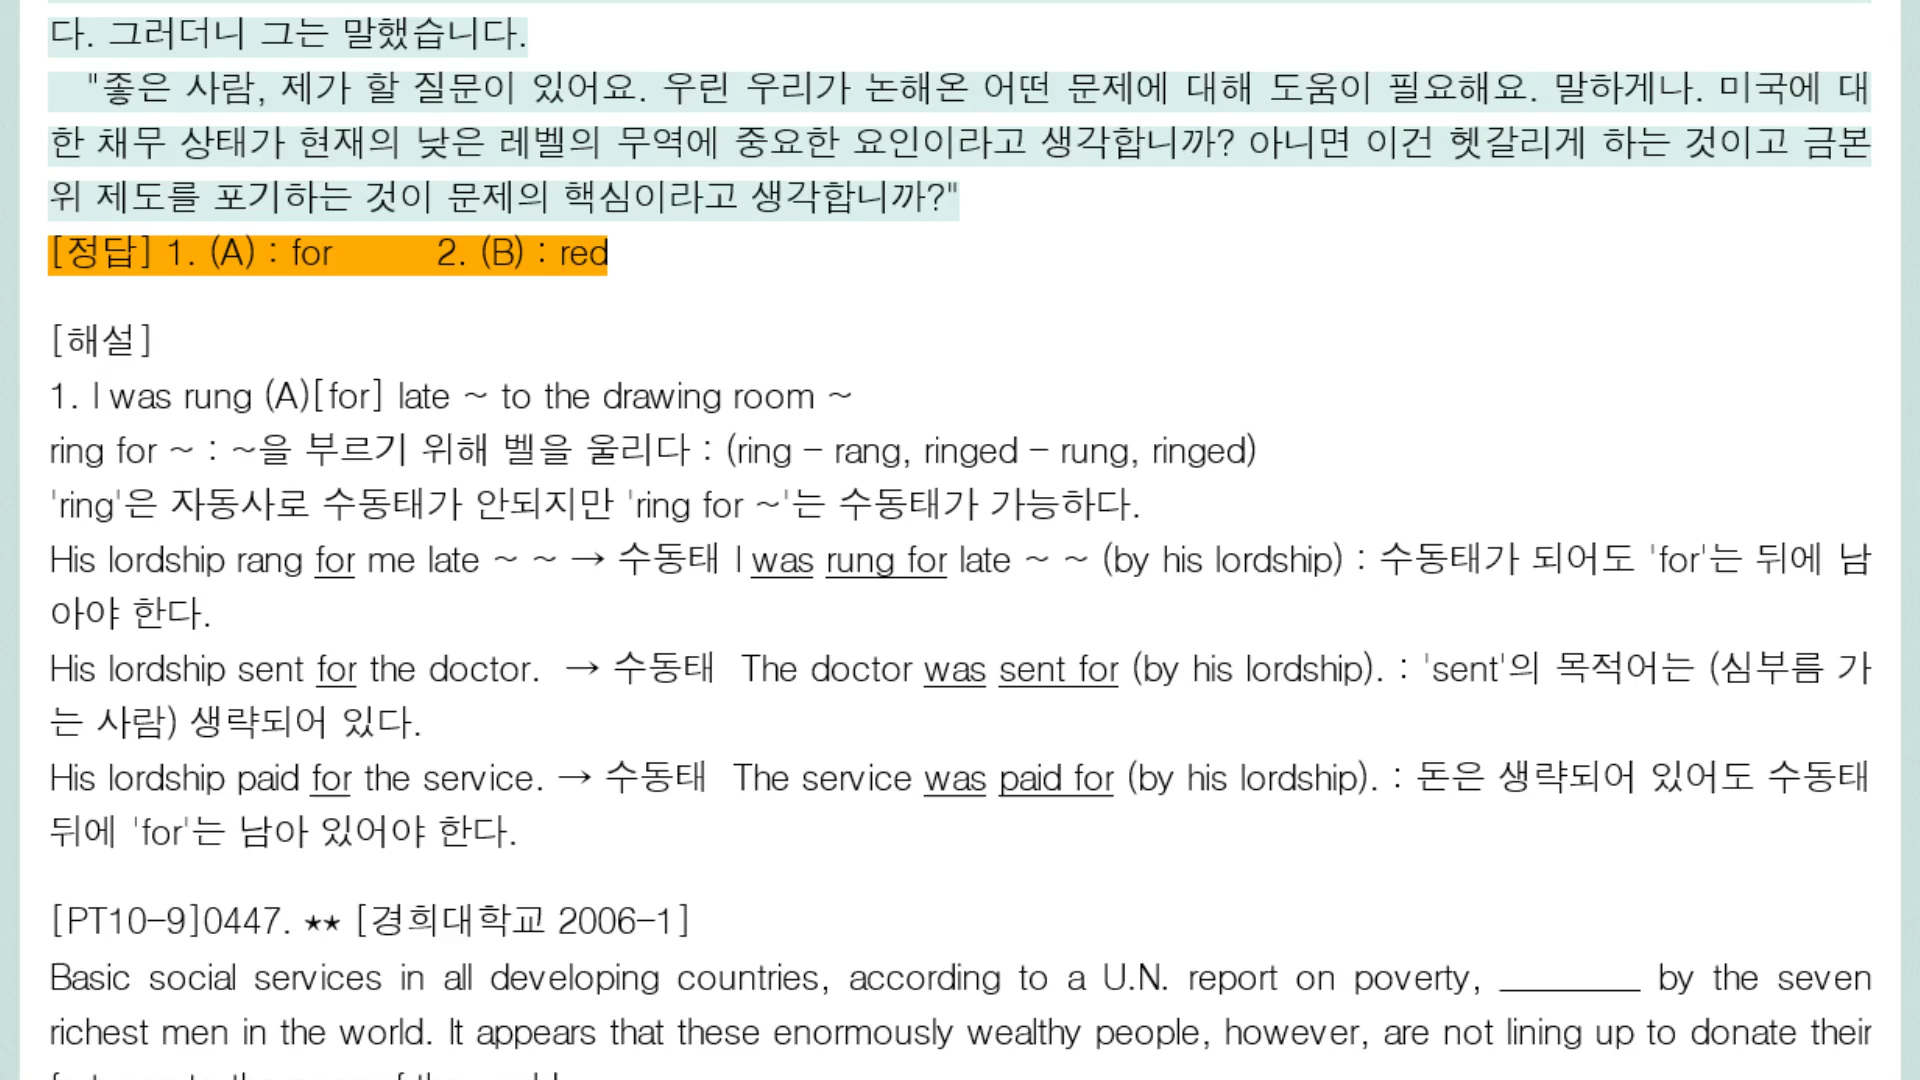 다. 그러더니 그는 말했습니다.
"좋은 사람, 제가 할 질문이 있어요. 우린 우리가 논해온 어떤 문제에 대해 도움이 필요해요. 말하게나. 미국에 대
한 채무 상태가 현재의 낮은 레벨의 무역에 중요한 요인이라고 생각합니까? 아니면 이건 헷갈리게 하는 것이고 금본
위 제도를 포기하는 것이 문제의 핵심이라고 생각합니까?"
[정답] 1. (A) : for 2. (B) : red
[해설]
1. I was rung (A)[for] late ~ to the drawing room ~
ring for ~ : ~을 부르기 위해 벨을 울리다 : (ring - rang, ringed - rung, ringed)
'ring'은 자동사로 수동태가 안되지만 'ring for ~'는 수동태가 가능하다.
His lordship rang for me late ~ ~ → 수동태 I was rung for late ~ ~ (by his lordship) : 수동태가 되어도 'for'는 뒤에 남
아야 한다.
His lordship sent for the doctor. → 수동태 The doctor was sent for (by his lordship). : 'sent'의 목적어는 (심부름 가
는 사람) 생략되어 있다.
His lordship paid for the service. → 수동태 The service was paid for (by his lordship). : 돈은 생략되어 있어도 수동태
뒤에 'for'는 남아 있어야 한다.
[PT10-9]0447. ★★ [경희대학교 2006-1]
Basic social services in all developing countries, according to a U.N. report on poverty, ________ by the seven
richest men in the world. It appears that these enormously wealthy people, however, are not lining up to donate their